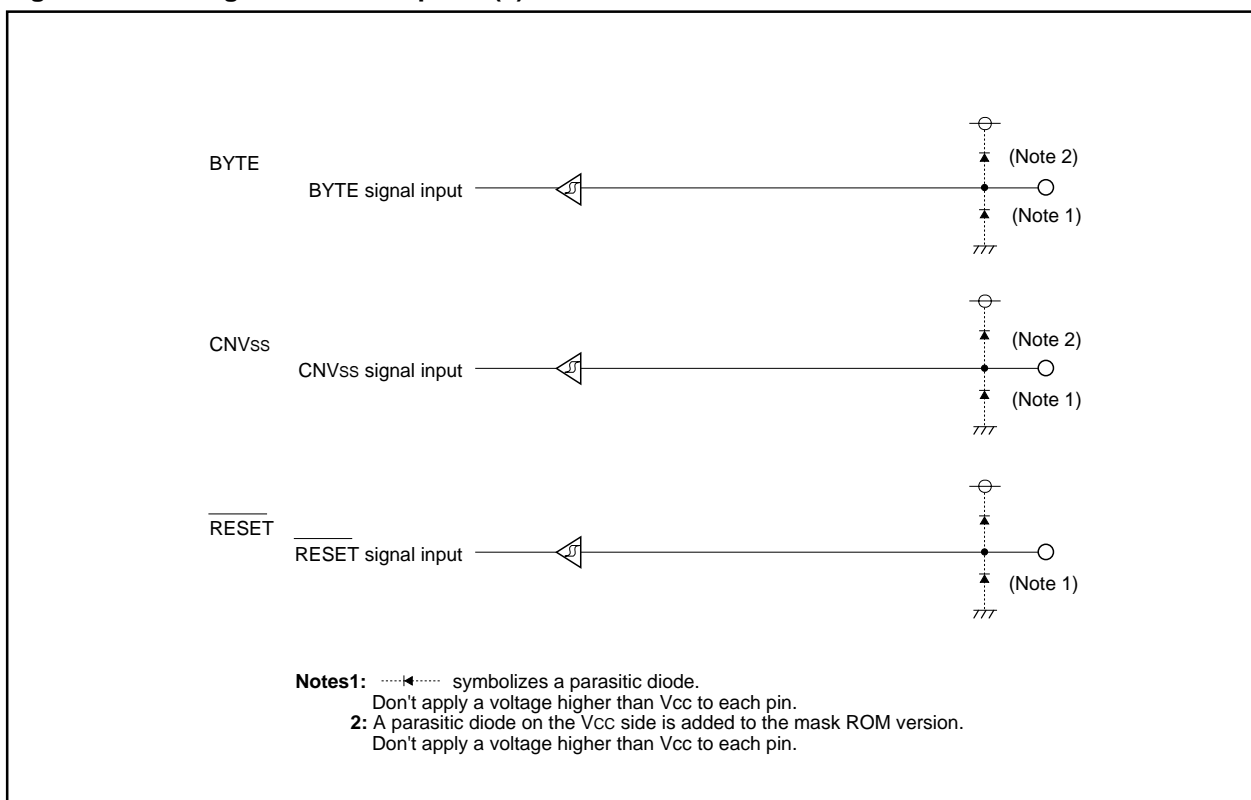 BYTE
(Note 2)
BYTE signal input
(Note 1)
CNVss
(Note 2)
CNVss signal input
(Note 1)
RESET
RESET signal input
(Note 1)
Notes1: symbolizes a parasitic diode.
Don't apply a voltage higher than Vcc to each pin.
2: A parasitic diode on the VCC side is added to the mask ROM version.
Don't apply a voltage higher than Vcc to each pin.